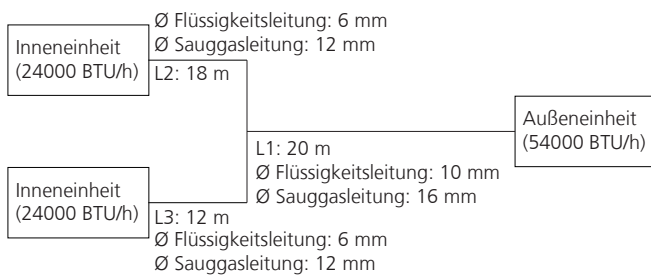 Ø Flüssigkeitsleitung: 6 mm
Ø Sauggasleitung: 12 mm
Inneneinheit
(24000 BTU/h)
L2: 18 m
Außeneinheit
(54000 BTU/h)
L1: 20 m
Ø Flüssigkeitsleitung: 10 mm
Ø Sauggasleitung: 16 mm
Inneneinheit
(24000 BTU/h)
L3: 12 m
Ø Flüssigkeitsleitung: 6 mm
Ø Sauggasleitung: 12 mm